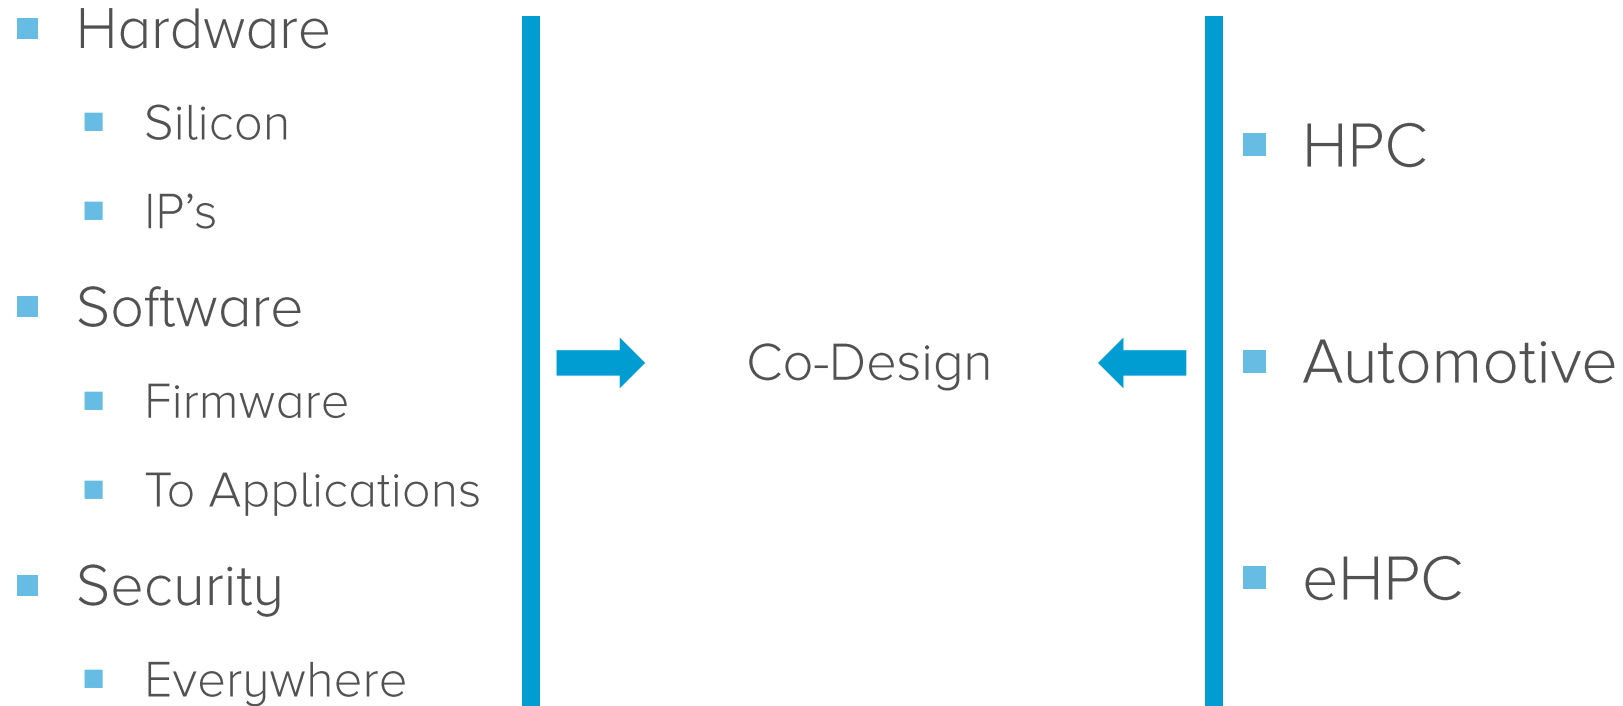 Hardware
Silicon
IP’s
Software
Firmware
To Applications
Security
Everywhere
Co-Design
HPC
Automotive
eHPC